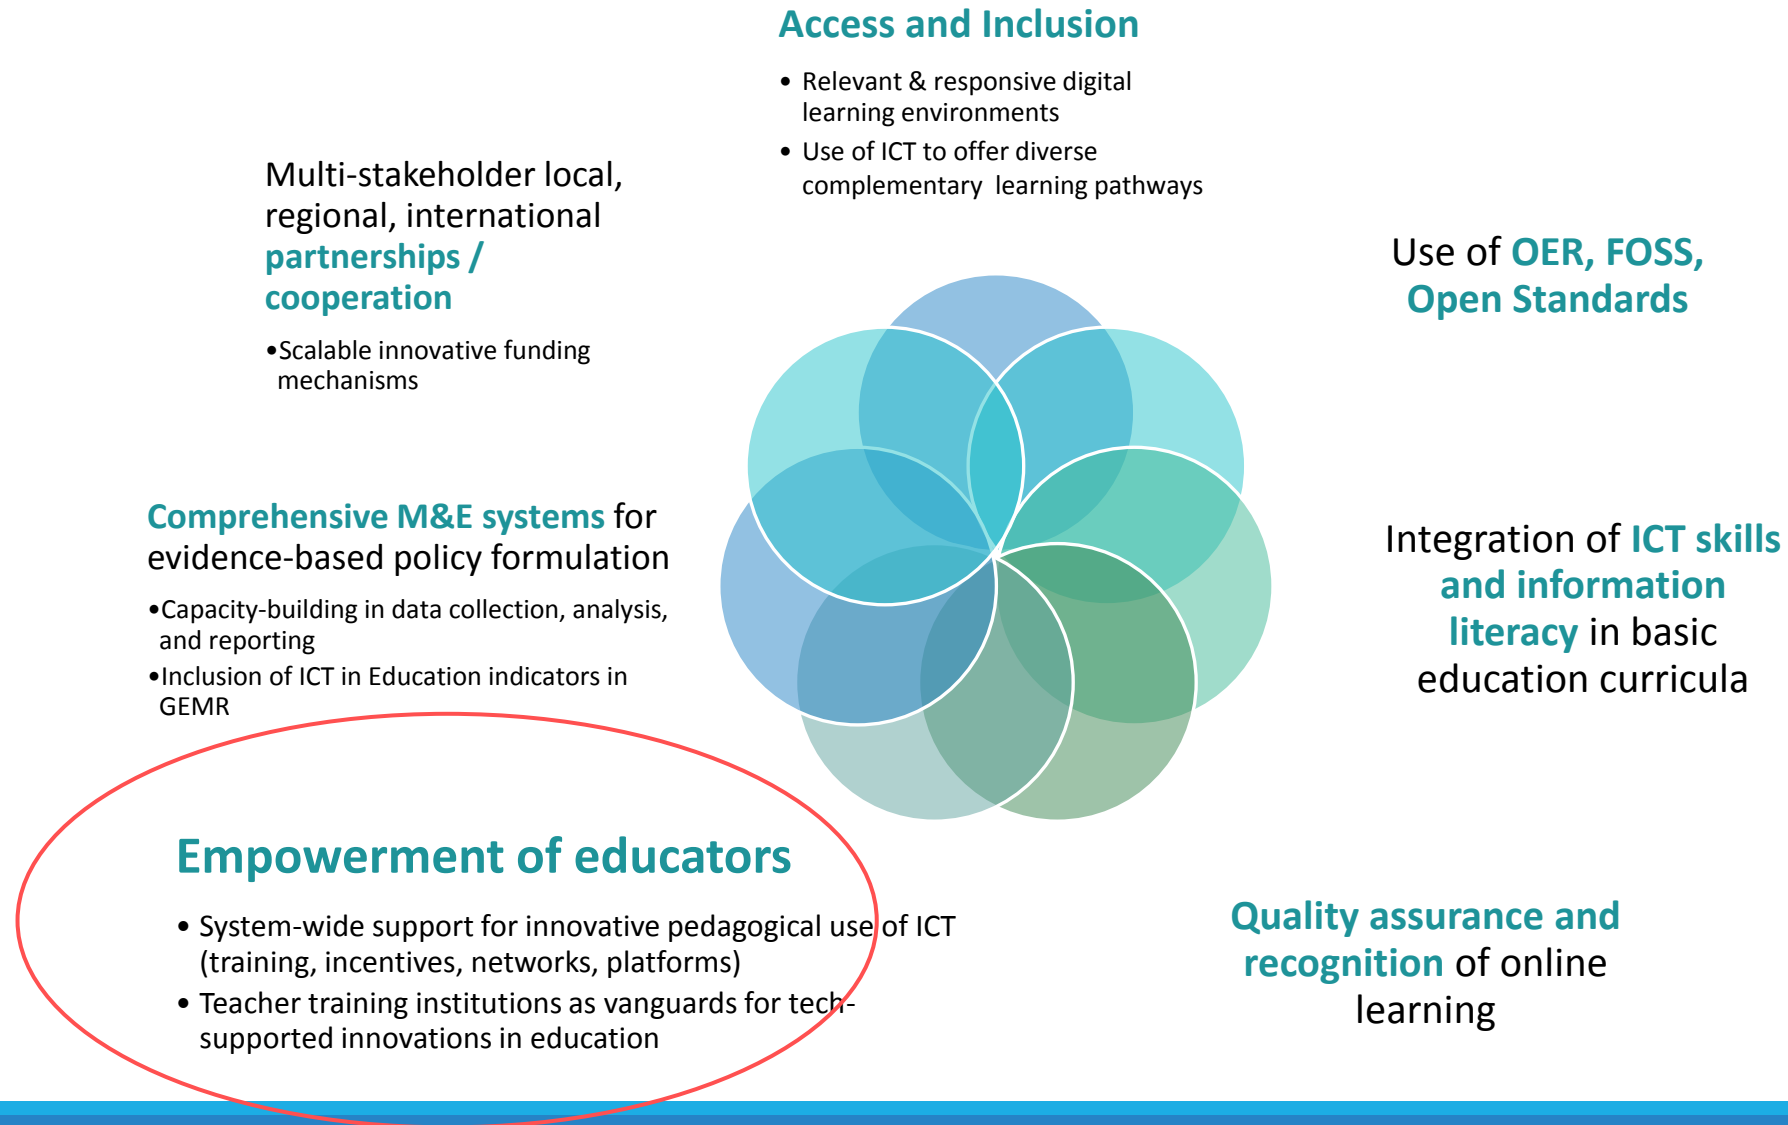 Access and Inclusion
• Relevant & responsive digital
learning environments
• Use of ICT to offer diverse
complementary learning pathways
Use of OER, FOSS,
Open Standards
Integration of ICT skills
and information
literacy in basic
education curricula
Quality assurance and
recognition of online
learning
Empowerment of educators
• System-wide support for innovative pedagogical use of ICT
(training, incentives, networks, platforms)
• Teacher training institutions as vanguards for tech-
supported innovations in education
Comprehensive M&E systems for
evidence-based policy formulation
•Capacity-building in data collection, analysis,
and reporting
•Inclusion of ICT in Education indicators in
GEMR
Multi-stakeholder local,
regional, international
partnerships /
cooperation
•Scalable innovative funding
mechanisms